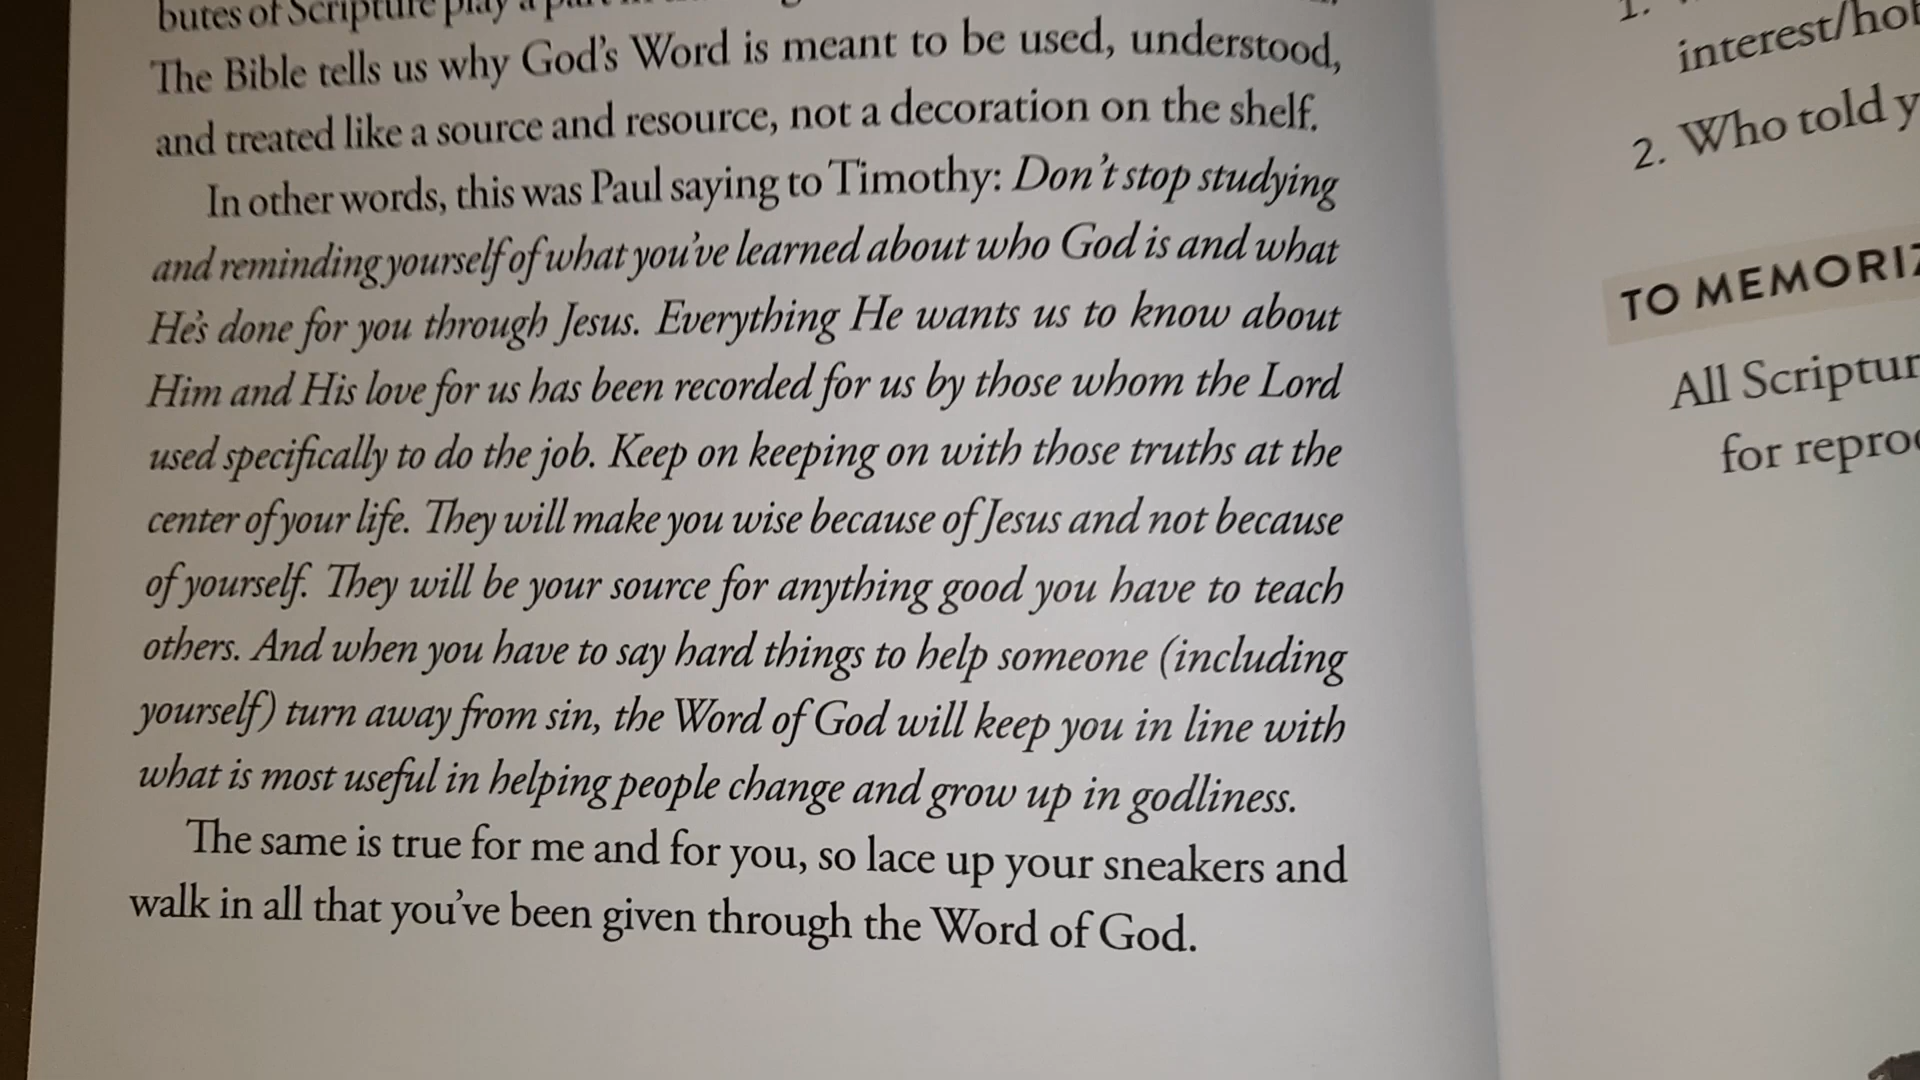 butes of Scripture play a
The Bible tells us why God's Word is meant to be used, understood,
and treated like a source and resource, not a decoration on the shelf.
In other words, this was Paul saying to Timothy: Don't stop studying
and reminding yourself of what you've learned about who God is and what
He's done for you through Jesus. Everything He wants us to know about
Him and His love for us has been recorded for us by those whom the Lord
used specifically to do the job. Keep on keeping on with those truths at the
center of your life. They will make you wise because of Jesus and not because
of yourself. They will be your source for anything good you have to teach
others. And when you have to say hard things to help someone (including
yourself) turn away from sin, the Word of God will keep you in line with
what is most useful in helping people change and grow up in godliness.
The same is true for me and for you, so lace up your sneakers and
walk in all that you've been given through the Word of God.
1.
interest/
2. Who told
TO
All
for